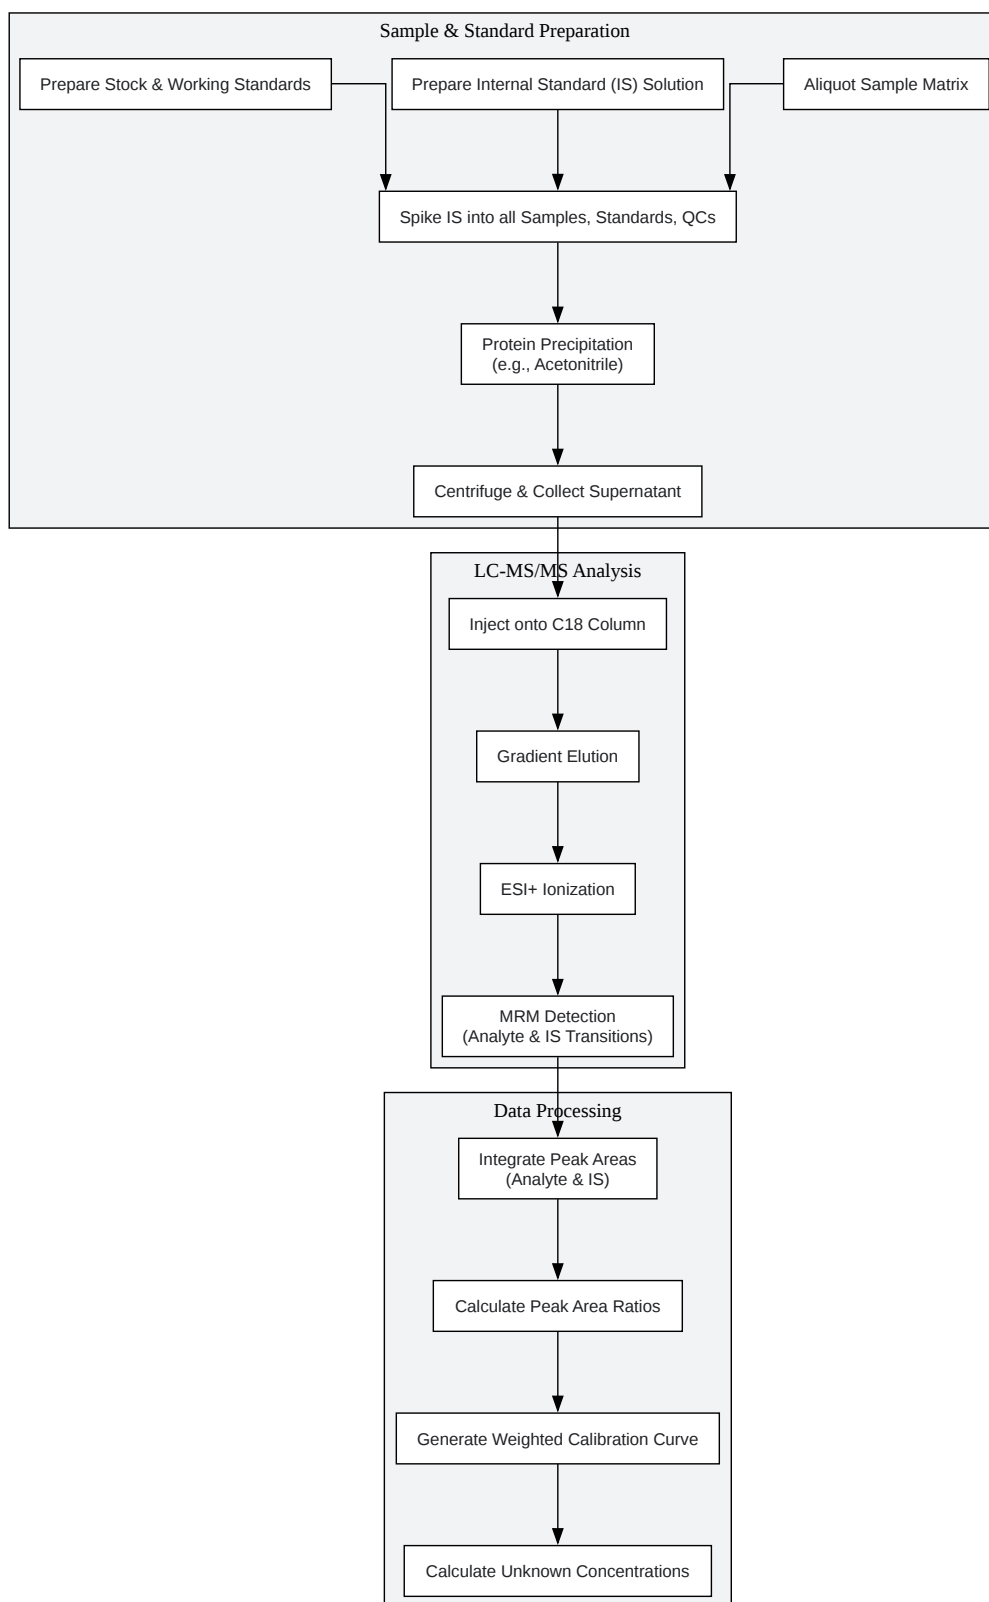 Sample & Standard Preparation
Prepare Stock & Working Standards
Prepare Internal Standard (IS) Solution
Aliquot Sample Matrix
Spike IS into all Samples, Standards, QCs
Protein Precipitation
(e.g., Acetonitrile)
Centrifuge & Collect Supernatant
LC-MS/MS Analysis
Inject onto C18 Column
Gradient Elution
ESI+ Ionization
MRM Detection
(Analyte & IS Transitions)
Data Processing
Integrate Peak Areas
(Analyte & IS)
Calculate Peak Area Ratios
Generate Weighted Calibration Curve
Calculate Unknown Concentrations